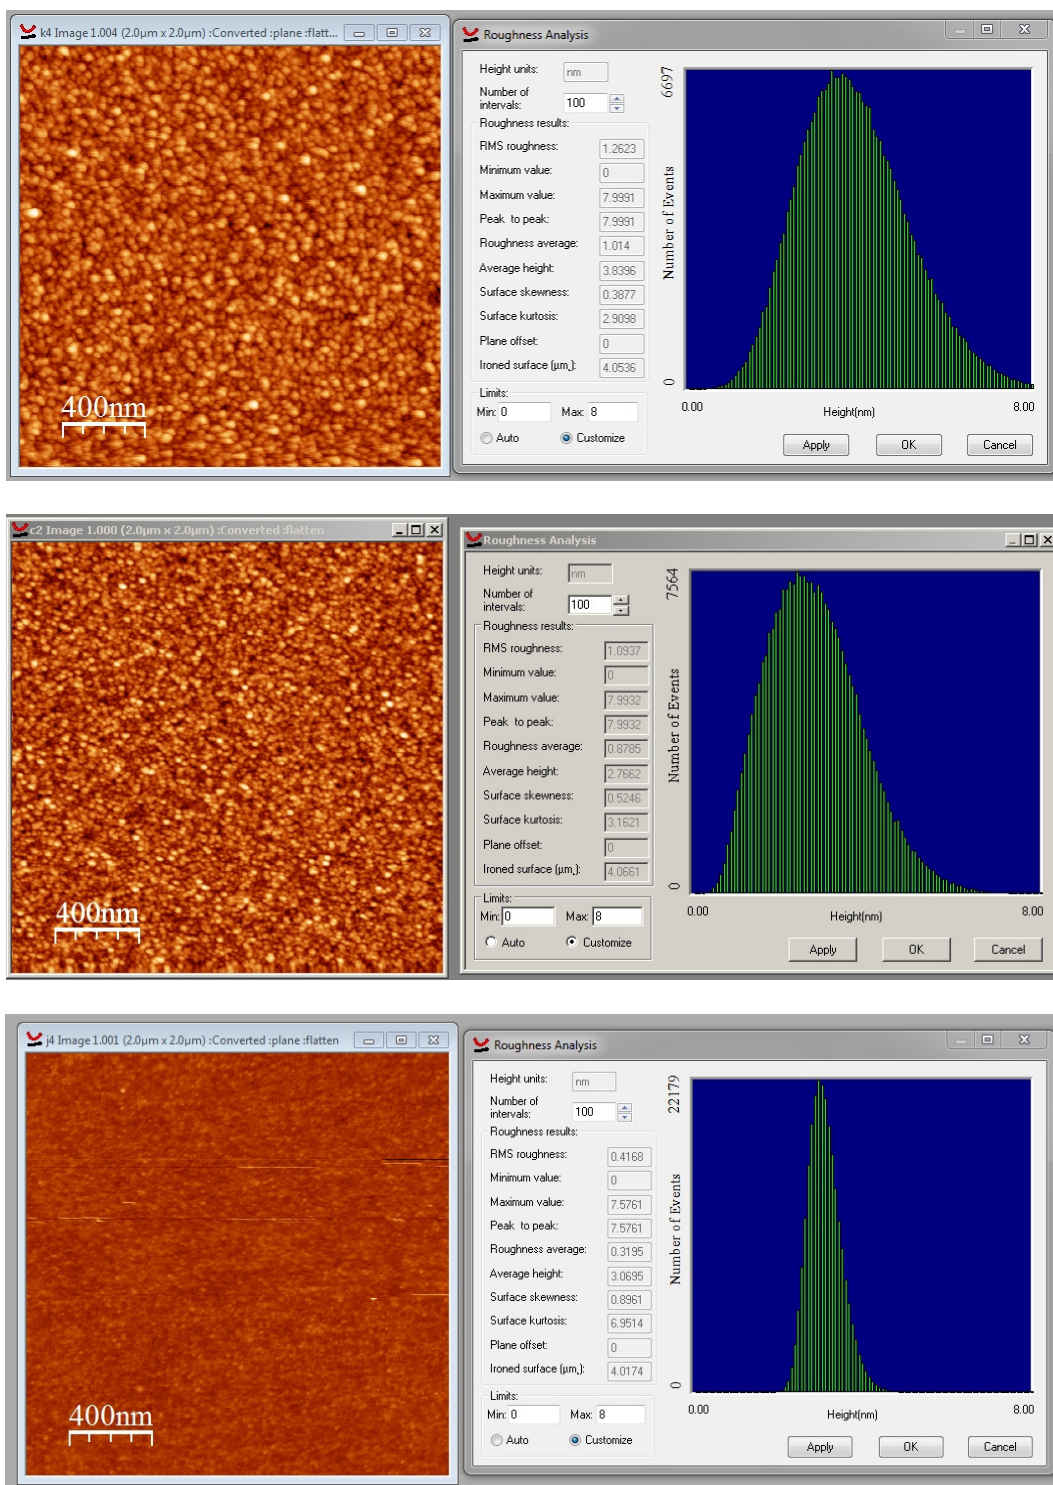 k4 Image 1.004 (2.0µm x 2.0µm) :Converted :plane :flatt...
Roughness Analysis
Height units: nm
Number of intervals: 100
Roughness results:
RMS roughness: 1.2623
Minimum value: 0
Maximum value: 7.9991
Peak to peak: 7.9991
Roughness average: 1.014
Average height: 3.8396
Surface skewness: 0.3877
Surface kurtosis: 2.9098
Plane offset: 0
Ironed surface (µm²): 4.0536
Limits:
Min: 0 Max: 8
Auto Customize
6697
Number of Events
0
0.00 Height(nm) 8.00
Apply OK Cancel
400nm
c2 Image 1.000 (2.0µm x 2.0µm) :Converted :flatten
Roughness Analysis
Height units: nm
Number of intervals: 100
Roughness results:
RMS roughness: 1.0937
Minimum value: 0
Maximum value: 7.9932
Peak to peak: 7.9932
Roughness average: 0.8785
Average height: 2.7662
Surface skewness: 0.5246
Surface kurtosis: 3.1621
Plane offset: 0
Ironed surface (µm²): 4.0661
Limits:
Min: 0 Max: 8
Auto Customize
7564
Number of Events
0
0.00 Height(nm) 8.00
Apply OK Cancel
400nm
j4 Image 1.001 (2.0µm x 2.0µm) :Converted :plane :flatten
Roughness Analysis
Height units: nm
Number of intervals: 100
Roughness results:
RMS roughness: 0.4168
Minimum value: 0
Maximum value: 7.5761
Peak to peak: 7.5761
Roughness average: 0.3195
Average height: 3.0695
Surface skewness: 0.8961
Surface kurtosis: 6.9514
Plane offset: 0
Ironed surface (µm²): 4.0174
Limits:
Min: 0 Max: 8
Auto Customize
22179
Number of Events
0
0.00 Height(nm) 8.00
Apply OK Cancel
400nm